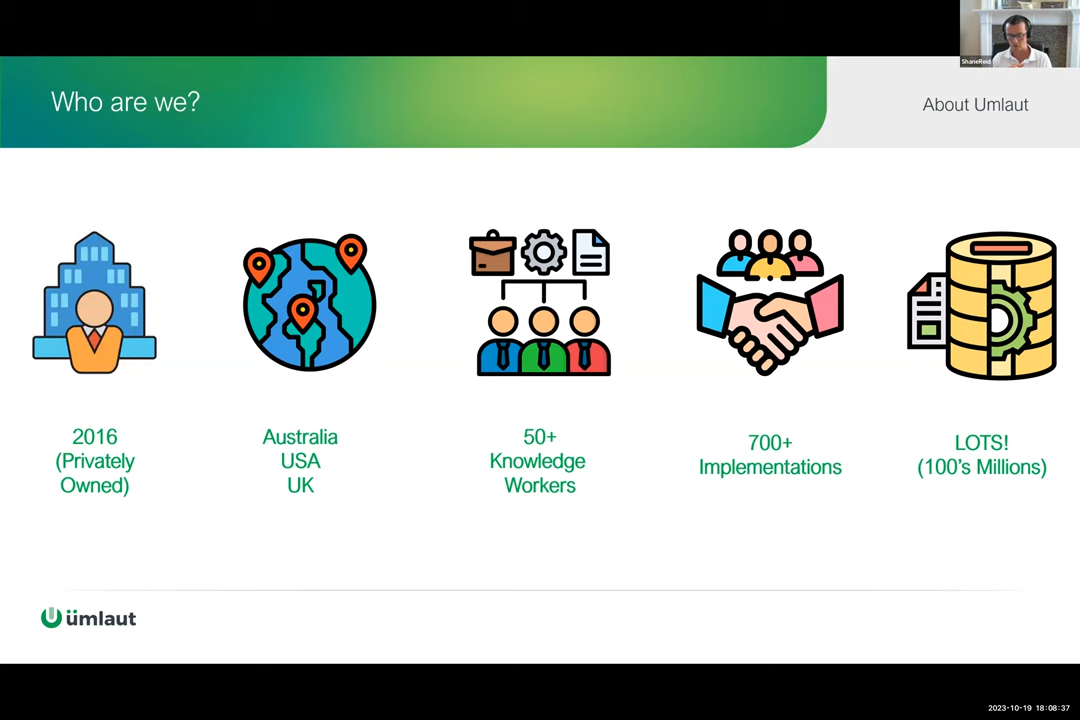 ShaneReid
Who are we?
About Umlaut
2016
(Privately
Owned)
Australia
USA
UK
50+
Knowledge
Workers
700+
Implementations
LOTS!
(100's Millions)
ümlaut
2023-10-19 18:08:37